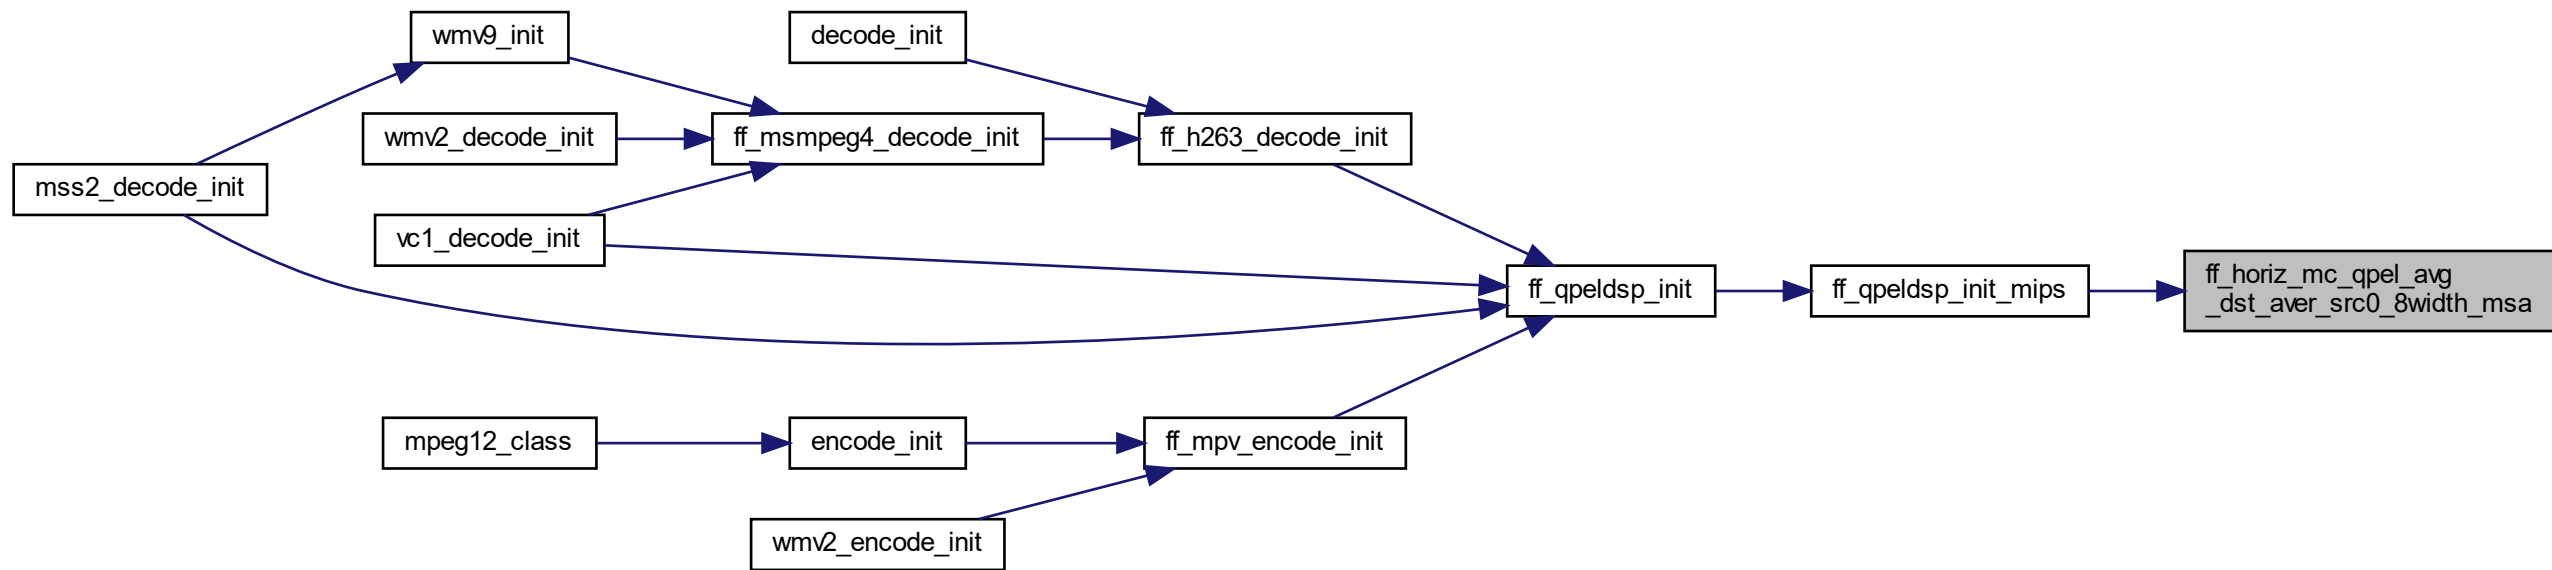 wmv9_init
decode_init
wmv2_decode_init
ff_msmpeg4_decode_init
ff_h263_decode_init
mss2_decode_init
vc1_decode_init
ff_qpeldsp_init
ff_qpeldsp_init_mips
ff_horiz_mc_qpel_avg
_dst_aver_src0_8width_msa
mpeg12_class
encode_init
ff_mpv_encode_init
wmv2_encode_init